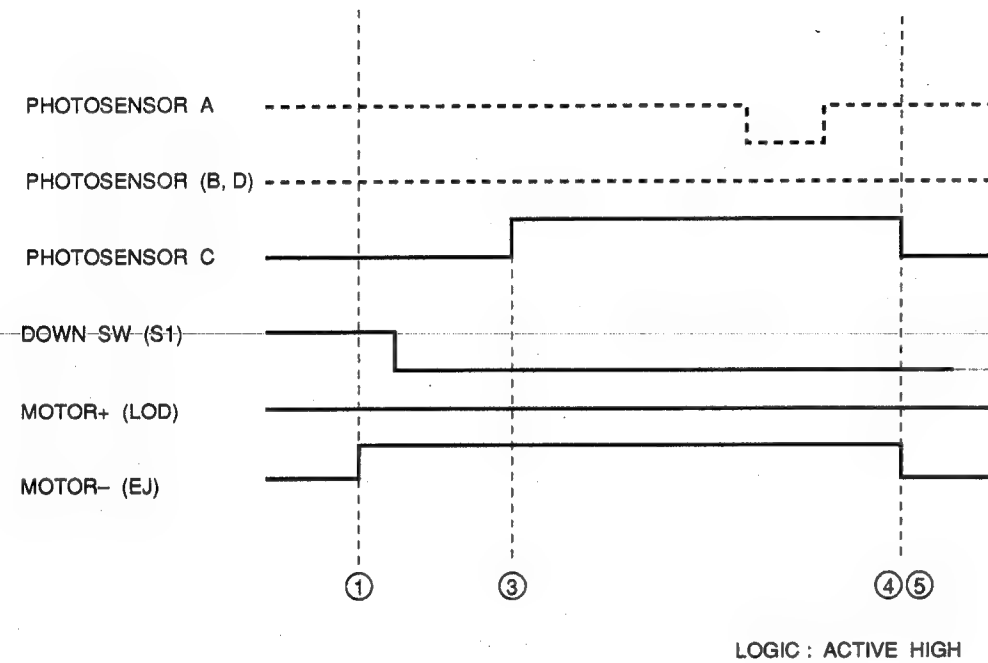 PHOTOSENSOR A
PHOTOSENSOR (B, D)
PHOTOSENSOR C
DOWN SW (S1)
MOTOR+ (LOD)
MOTOR– (EJ)
① ③ ④⑤
LOGIC : ACTIVE HIGH